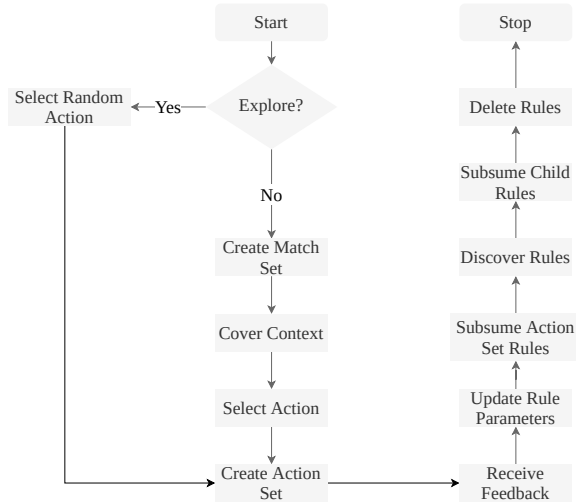 Start
Explore?
Yes
Select Random
Action
No
Create Match
Set
Cover Context
Select Action
Create Action
Set
Receive
Feedback
Update Rule
Parameters
Subsume Action
Set Rules
Discover Rules
Subsume Child
Rules
Delete Rules
Stop